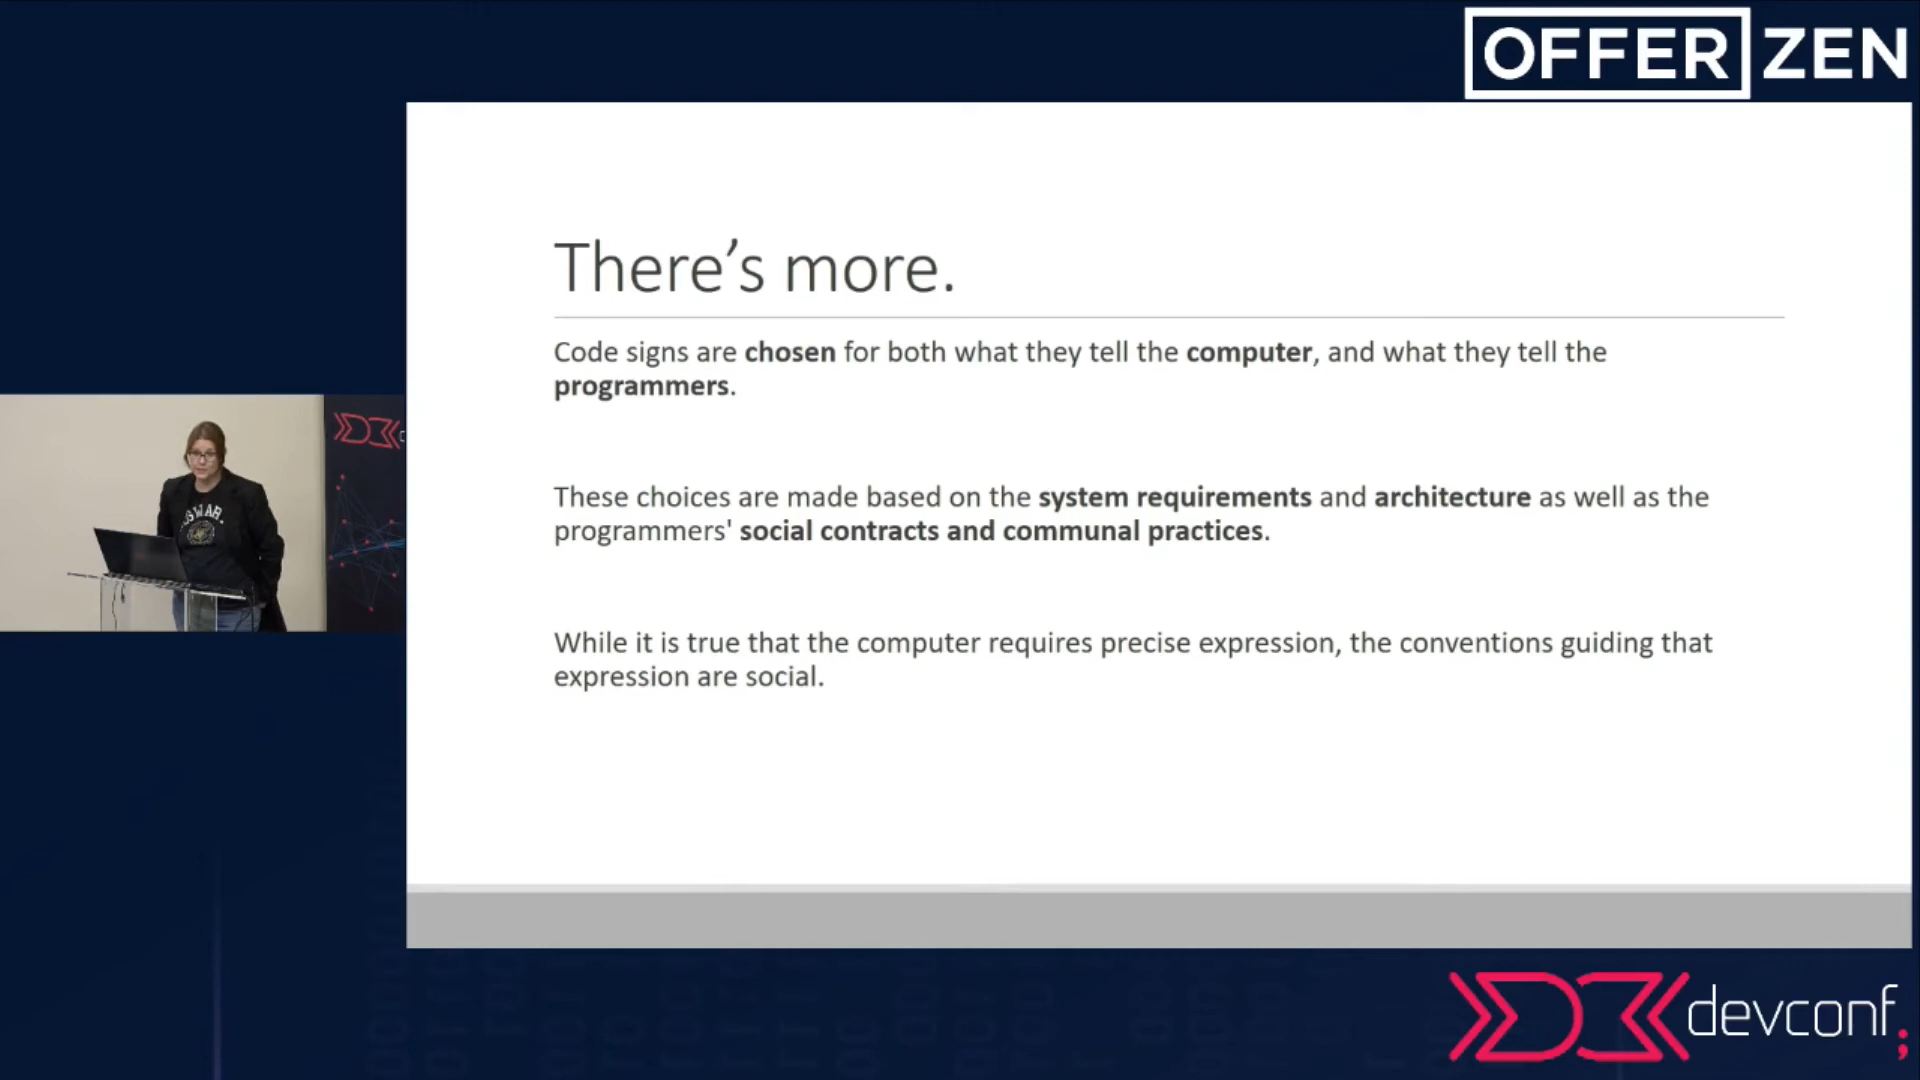 OFFER ZEN
There's more.
Code signs are chosen for both what they tell the computer, and what they tell the
programmers.
These choices are made based on the system requirements and architecture as well as the
programmers' social contracts and communal practices.
While it is true that the computer requires precise expression, the conventions guiding that
expression are social.
devconf;